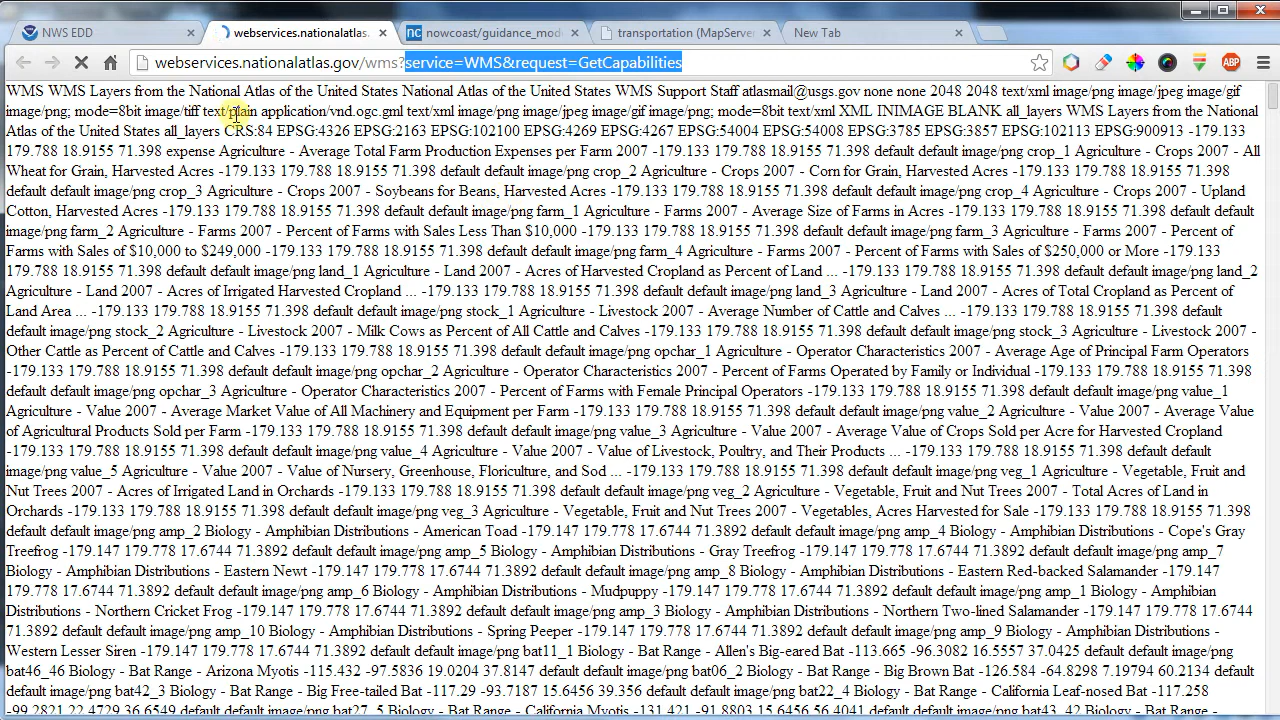 NWS EDD
webservices.nationalatlas.
nowcoast/guidance_mod
transportation (MapServe
New Tab
webservices.nationalatlas.gov/wms?service=WMS&request=GetCapabilities
ABP
WMS WMS Layers from the National Atlas of the United States National Atlas of the United States WMS Support Staff atlasmail@usgs.gov none none 2048 2048 text/xml image/png image/jpeg image/gif
image/png; mode=8bit image/tiff text/plain application/vnd.ogc.gml text/xml image/png image/jpeg image/gif image/png; mode=8bit text/xml XML INIMAGE BLANK all_layers WMS Layers from the National
Atlas of the United States all_layers CRS:84 EPSG:4326 EPSG:2163 EPSG:102100 EPSG:4269 EPSG:4267 EPSG:54004 EPSG:54008 EPSG:3785 EPSG:3857 EPSG:102113 EPSG:900913 -179.133
179.788 18.9155 71.398 expense Agriculture - Average Total Farm Production Expenses per Farm 2007 -179.133 179.788 18.9155 71.398 default default image/png crop_1 Agriculture - Crops 2007 - All
Wheat for Grain, Harvested Acres -179.133 179.788 18.9155 71.398 default default image/png crop_2 Agriculture - Crops 2007 - Corn for Grain, Harvested Acres -179.133 179.788 18.9155 71.398
default default image/png crop_3 Agriculture - Crops 2007 - Soybeans for Beans, Harvested Acres -179.133 179.788 18.9155 71.398 default default image/png crop_4 Agriculture - Crops 2007 - Upland
Cotton, Harvested Acres -179.133 179.788 18.9155 71.398 default default image/png farm_1 Agriculture - Farms 2007 - Average Size of Farms in Acres -179.133 179.788 18.9155 71.398 default default
image/png farm_2 Agriculture - Farms 2007 - Percent of Farms with Sales Less Than $10,000 -179.133 179.788 18.9155 71.398 default default image/png farm_3 Agriculture - Farms 2007 - Percent of
Farms with Sales of $10,000 to $249,000 -179.133 179.788 18.9155 71.398 default default image/png farm_4 Agriculture - Farms 2007 - Percent of Farms with Sales of $250,000 or More -179.133
179.788 18.9155 71.398 default default image/png land_1 Agriculture - Land 2007 - Acres of Harvested Cropland as Percent of Land ... -179.133 179.788 18.9155 71.398 default default image/png land_2
Agriculture - Land 2007 - Acres of Irrigated Harvested Cropland ... -179.133 179.788 18.9155 71.398 default default image/png land_3 Agriculture - Land 2007 - Acres of Total Cropland as Percent of
Land Area ... -179.133 179.788 18.9155 71.398 default default image/png stock_1 Agriculture - Livestock 2007 - Average Number of Cattle and Calves ... -179.133 179.788 18.9155 71.398 default
default image/png stock_2 Agriculture - Livestock 2007 - Milk Cows as Percent of All Cattle and Calves -179.133 179.788 18.9155 71.398 default default image/png stock_3 Agriculture - Livestock 2007 -
Other Cattle as Percent of Cattle and Calves -179.133 179.788 18.9155 71.398 default default image/png opchar_1 Agriculture - Operator Characteristics 2007 - Average Age of Principal Farm Operators
-179.133 179.788 18.9155 71.398 default default image/png opchar_2 Agriculture - Operator Characteristics 2007 - Percent of Farms Operated by Family or Individual -179.133 179.788 18.9155 71.398
default default image/png opchar_3 Agriculture - Operator Characteristics 2007 - Percent of Farms with Female Principal Operators -179.133 179.788 18.9155 71.398 default default image/png value_1
Agriculture - Value 2007 - Average Market Value of All Machinery and Equipment per Farm -179.133 179.788 18.9155 71.398 default default image/png value_2 Agriculture - Value 2007 - Average Value
of Agricultural Products Sold per Farm -179.133 179.788 18.9155 71.398 default default image/png value_3 Agriculture - Value 2007 - Average Value of Crops Sold per Acre for Harvested Cropland
-179.133 179.788 18.9155 71.398 default default image/png value_4 Agriculture - Value 2007 - Value of Livestock, Poultry, and Their Products ... -179.133 179.788 18.9155 71.398 default default
image/png value_5 Agriculture - Value 2007 - Value of Nursery, Greenhouse, Floriculture, and Sod ... -179.133 179.788 18.9155 71.398 default default image/png veg_1 Agriculture - Vegetable, Fruit and
Nut Trees 2007 - Acres of Irrigated Land in Orchards -179.133 179.788 18.9155 71.398 default default image/png veg_2 Agriculture - Vegetable, Fruit and Nut Trees 2007 - Total Acres of Land in
Orchards -179.133 179.788 18.9155 71.398 default default image/png veg_3 Agriculture - Vegetable, Fruit and Nut Trees 2007 - Vegetables, Acres Harvested for Sale -179.133 179.788 18.9155 71.398
default default image/png amp_2 Biology - Amphibian Distributions - American Toad -179.147 179.778 17.6744 71.3892 default default image/png amp_4 Biology - Amphibian Distributions - Cope's Gray
Treefrog -179.147 179.778 17.6744 71.3892 default default image/png amp_5 Biology - Amphibian Distributions - Gray Treefrog -179.147 179.778 17.6744 71.3892 default default image/png amp_7
Biology - Amphibian Distributions - Eastern Newt -179.147 179.778 17.6744 71.3892 default default image/png amp_8 Biology - Amphibian Distributions - Eastern Red-backed Salamander -179.147
179.778 17.6744 71.3892 default default image/png amp_6 Biology - Amphibian Distributions - Mudpuppy -179.147 179.778 17.6744 71.3892 default default image/png amp_1 Biology - Amphibian
Distributions - Northern Cricket Frog -179.147 179.778 17.6744 71.3892 default default image/png amp_3 Biology - Amphibian Distributions - Northern Two-lined Salamander -179.147 179.778 17.6744
71.3892 default default image/png amp_10 Biology - Amphibian Distributions - Spring Peeper -179.147 179.778 17.6744 71.3892 default default image/png amp_9 Biology - Amphibian Distributions -
Western Lesser Siren -179.147 179.778 17.6744 71.3892 default default image/png bat11_1 Biology - Bat Range - Allen's Big-eared Bat -113.665 -96.3082 16.5557 37.0425 default default image/png
bat46_46 Biology - Bat Range - Arizona Myotis -115.432 -97.5836 19.0204 37.8147 default default image/png bat06_2 Biology - Bat Range - Big Brown Bat -126.584 -64.8298 7.19794 60.2134 default
default image/png bat42_3 Biology - Bat Range - Big Free-tailed Bat -117.29 -93.7187 15.6456 39.356 default default image/png bat22_4 Biology - Bat Range - California Leaf-nosed Bat -117.258
-99.2821 22.4729 36.6549 default default image/png bat27_5 Biology - Bat Range - California Myotis -131.421 -91.8803 15.6456 56.4041 default default image/png bat43_42 Biology - Bat Range -